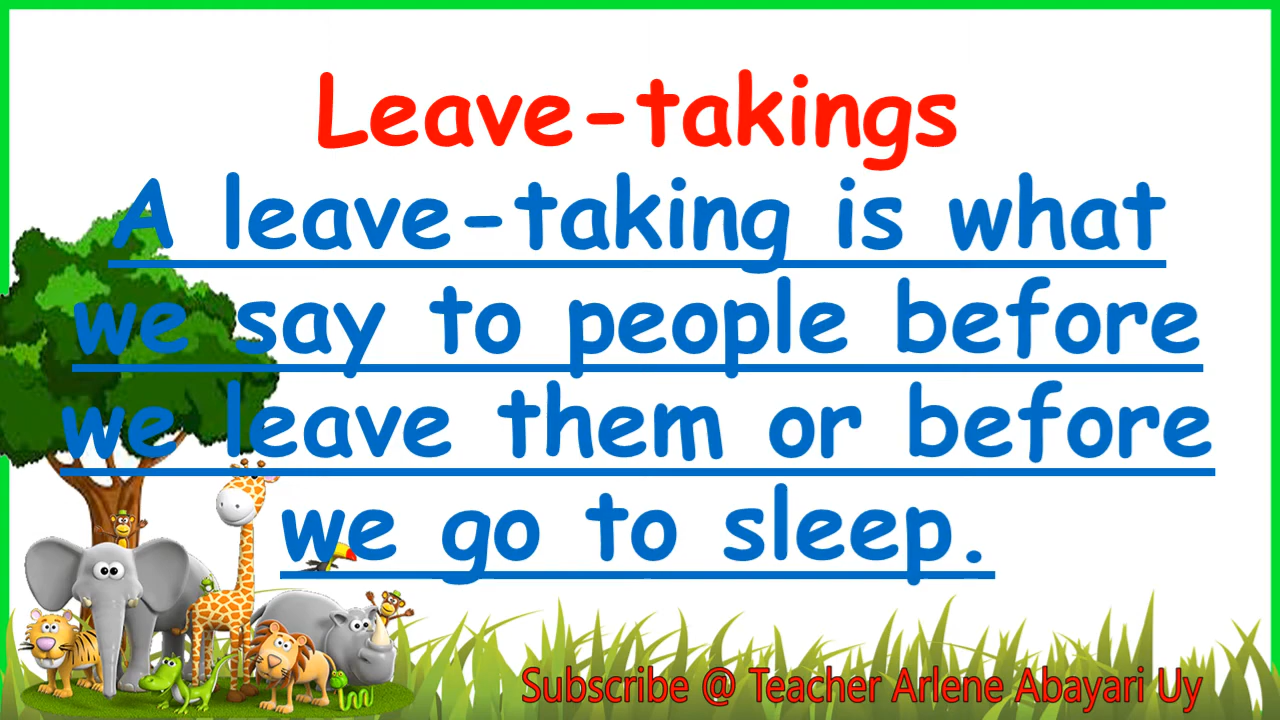 Leave-takings
A leave-taking is what
we say to people before
we leave them or before
we go to sleep.
Subscribe @ Teacher Arlene Abayari Uy